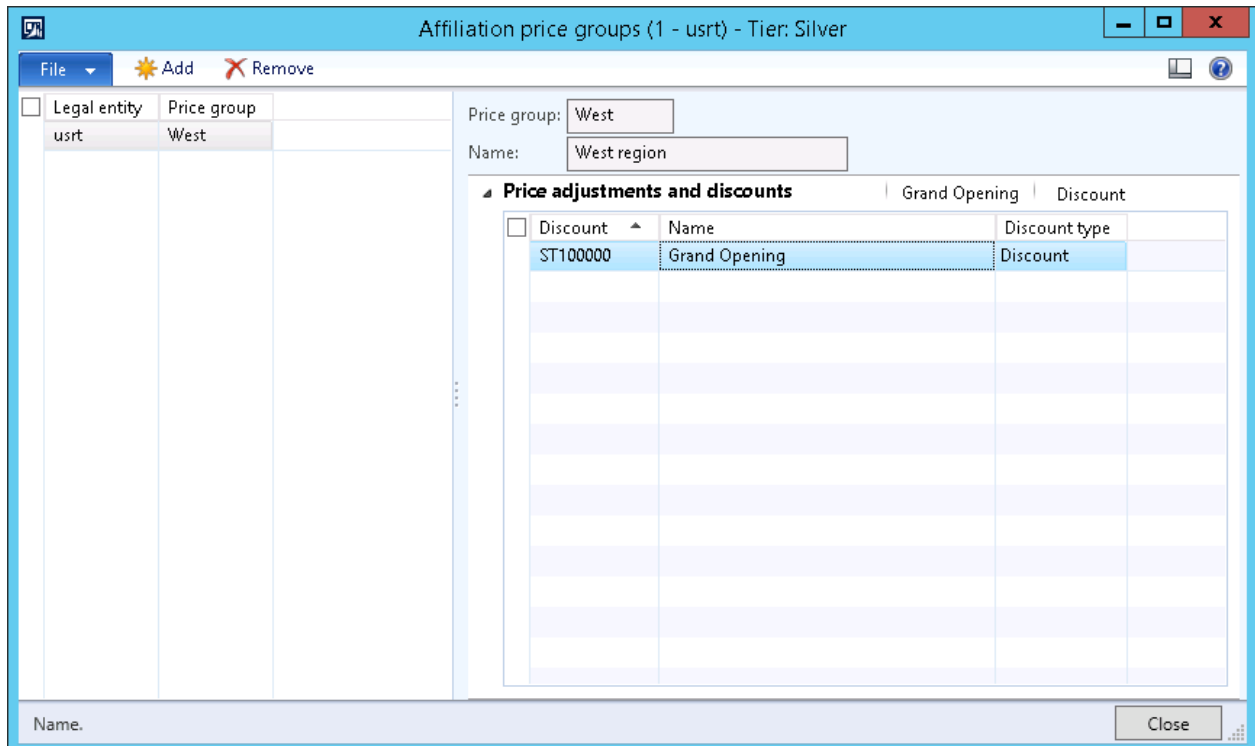 Affiliation price groups (1 - usrt) - Tier: Silver
File Add Remove
Legal entity Price group
usrt West
Price group: West
Name: West region
Price adjustments and discounts Grand Opening Discount
Discount Name Discount type
ST100000 Grand Opening Discount
Name. Close